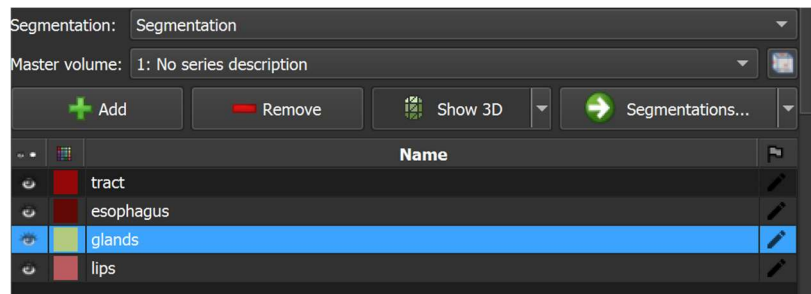 Segmentation: Segmentation
Master volume: 1: No series description
Add Remove Show 3D Segmentations...
Name
tract
esophagus
glands
lips